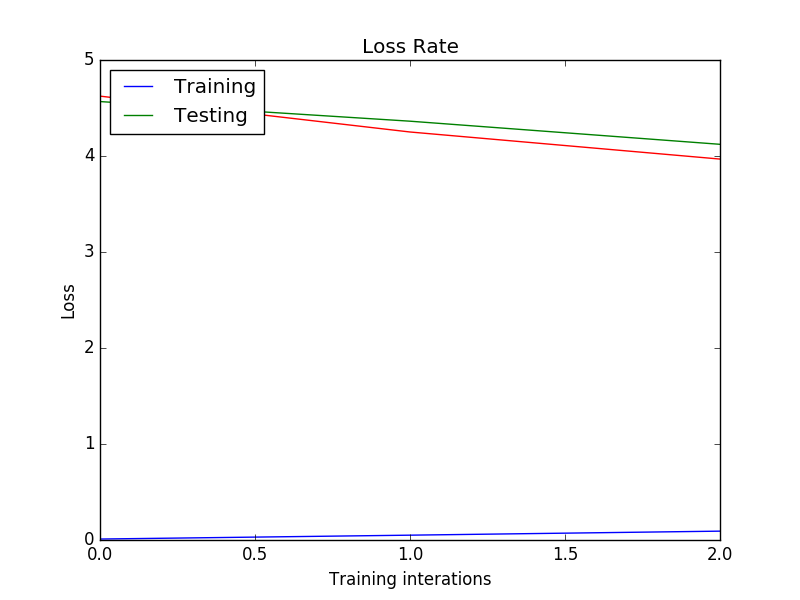 Loss Rate
5
4
3
2
1
0
Loss
Training
Testing
0.0 0.5 1.0 1.5 2.0
Training interations